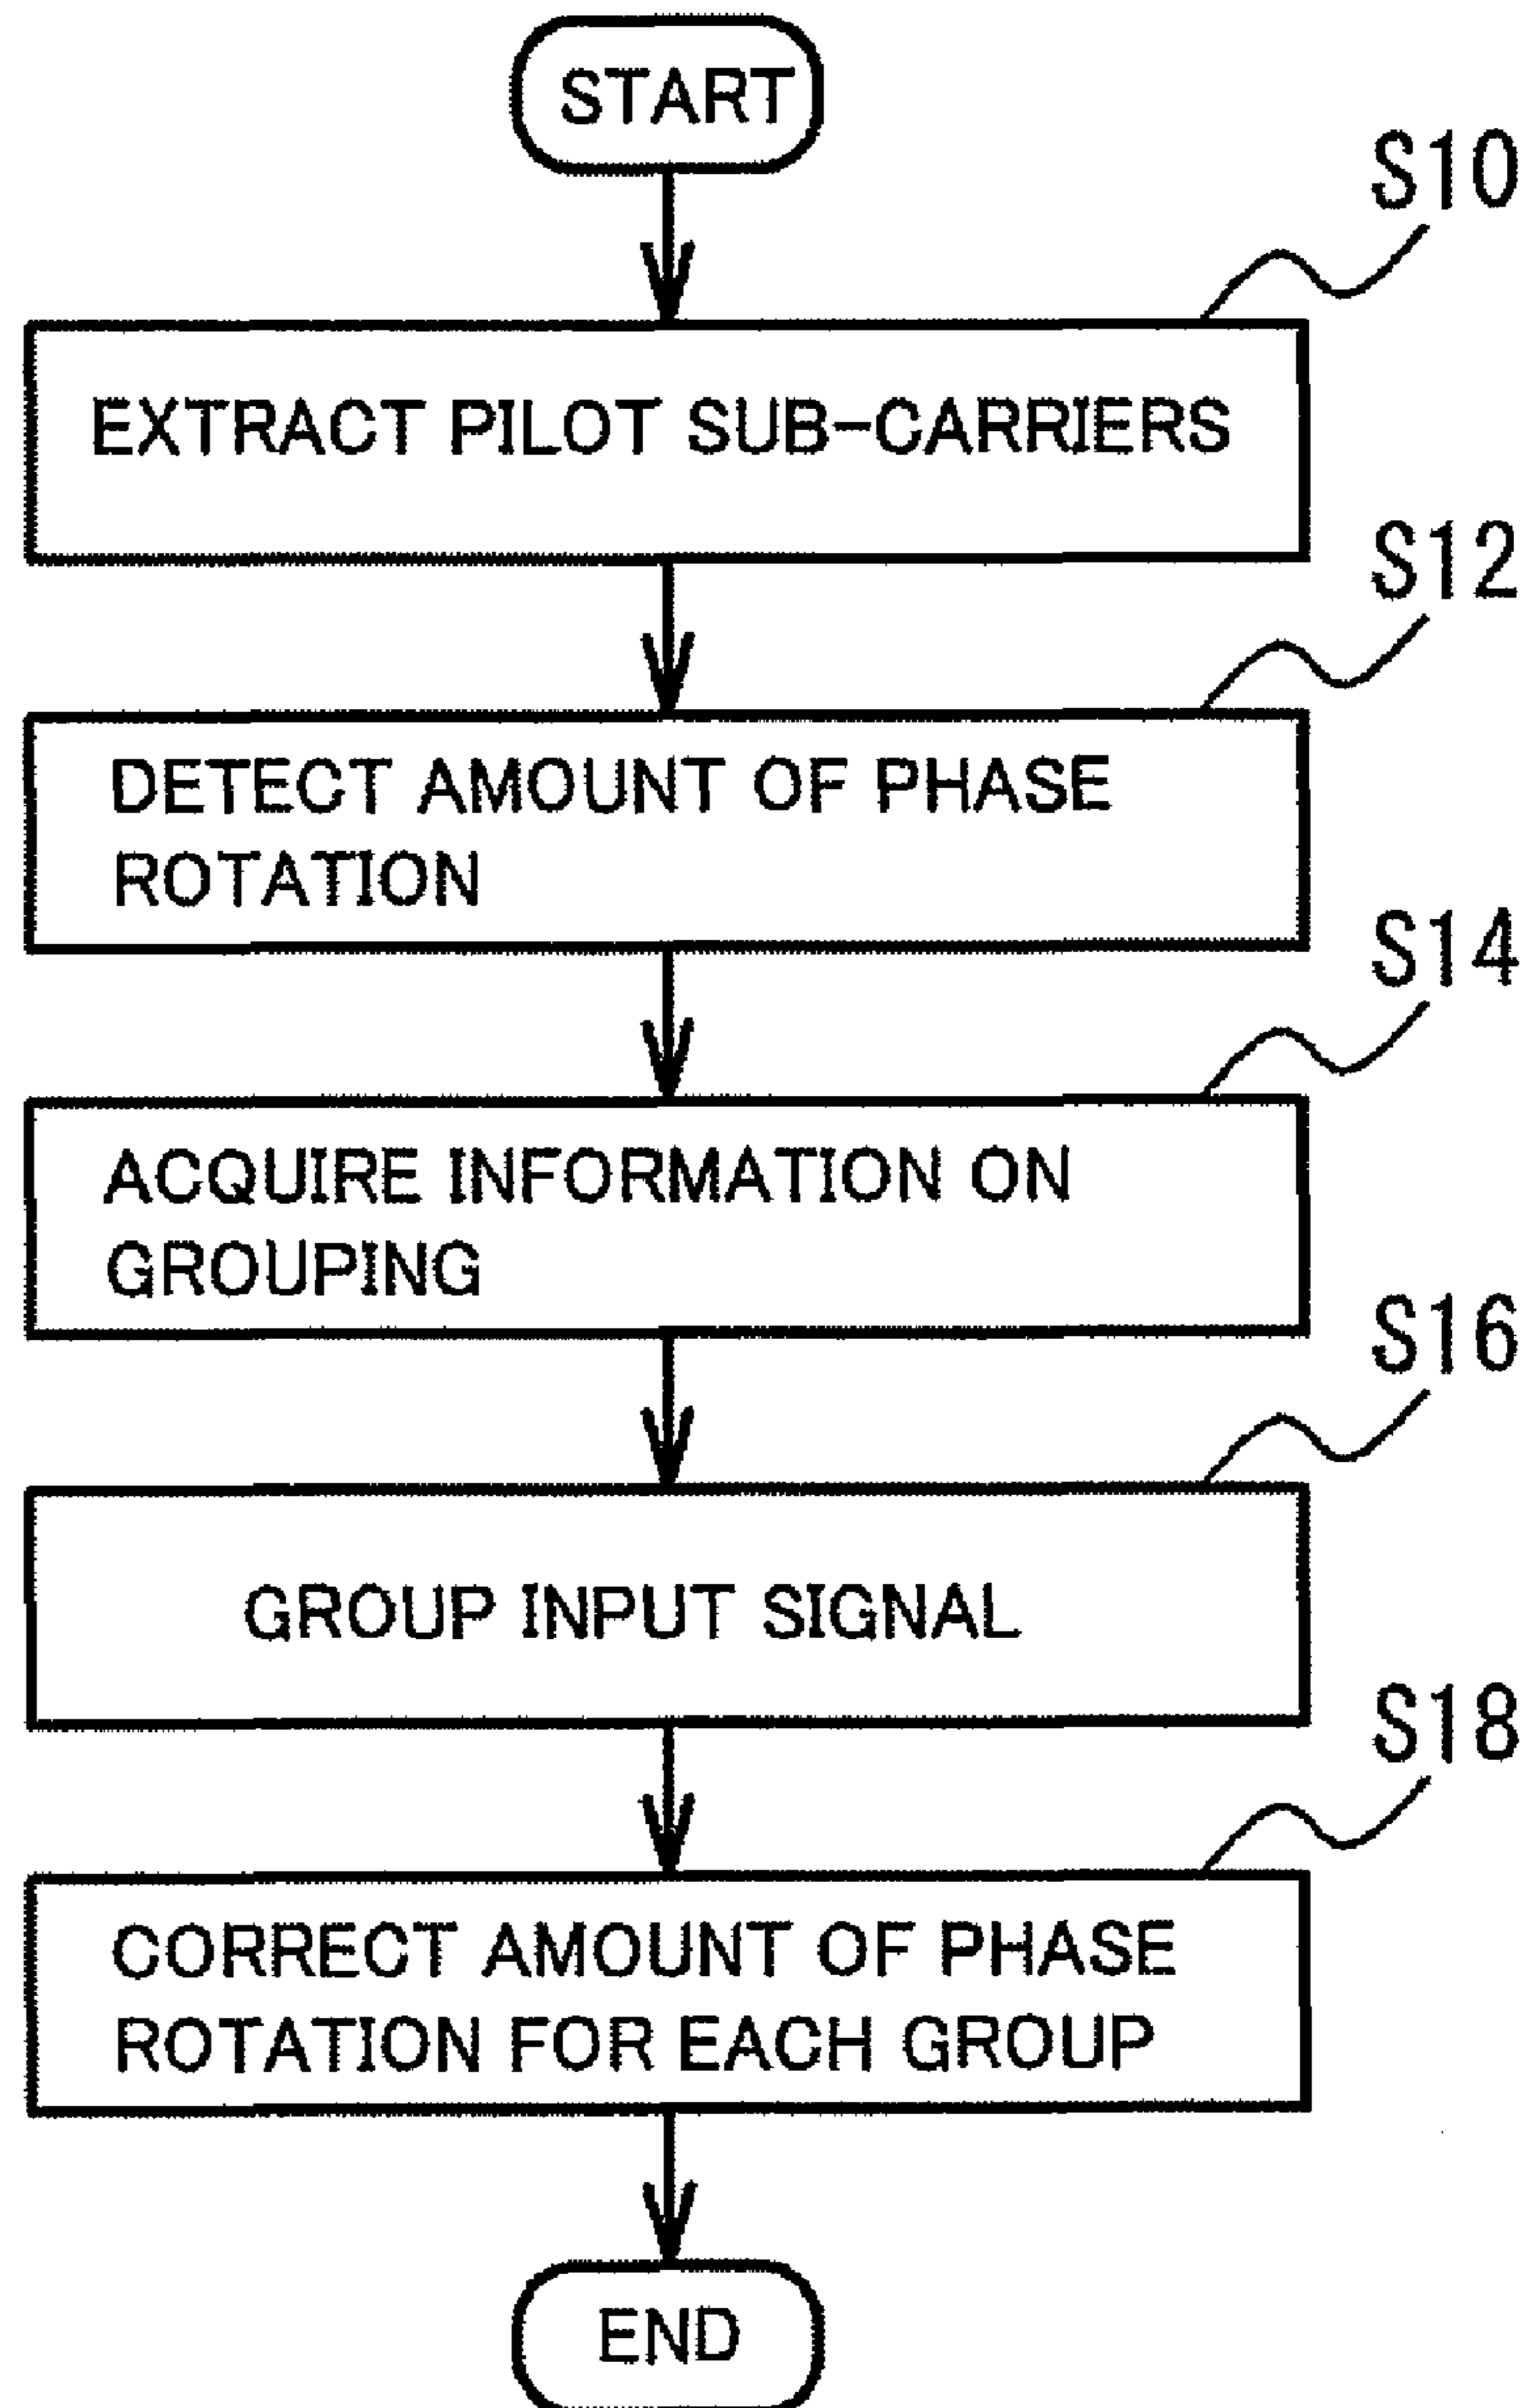 START
S10
EXTRACT PILOT SUB-CARRIERS
S12
DETECT AMOUNT OF PHASE
ROTATION
S14
ACQUIRE INFORMATION ON
GROUPING
S16
GROUP INPUT SIGNAL
S18
CORRECT AMOUNT OF PHASE
ROTATION FOR EACH GROUP
END